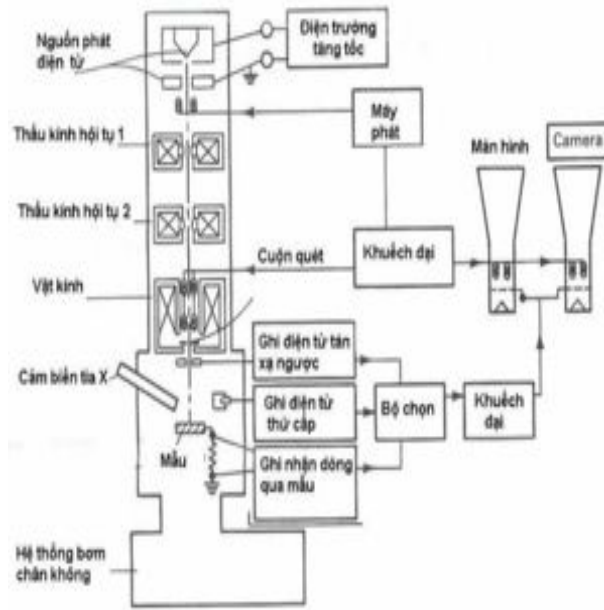 Nguồn phát
điện tử
Điện trường
tăng tốc
Máy
phát
Màn hình
Camera
Thấu kính hội tụ 1
Thấu kính hội tụ 2
Cuộn quét
Khuếch đại
Vật kính
Ghi điện từ tán
xạ ngược
Cảm biến tia X
Ghi điện từ
thứ cấp
Bộ chọn
Khuếch
đại
Mẫu
Ghi nhận dòng
qua mẫu
Hệ thống bơm
chân không